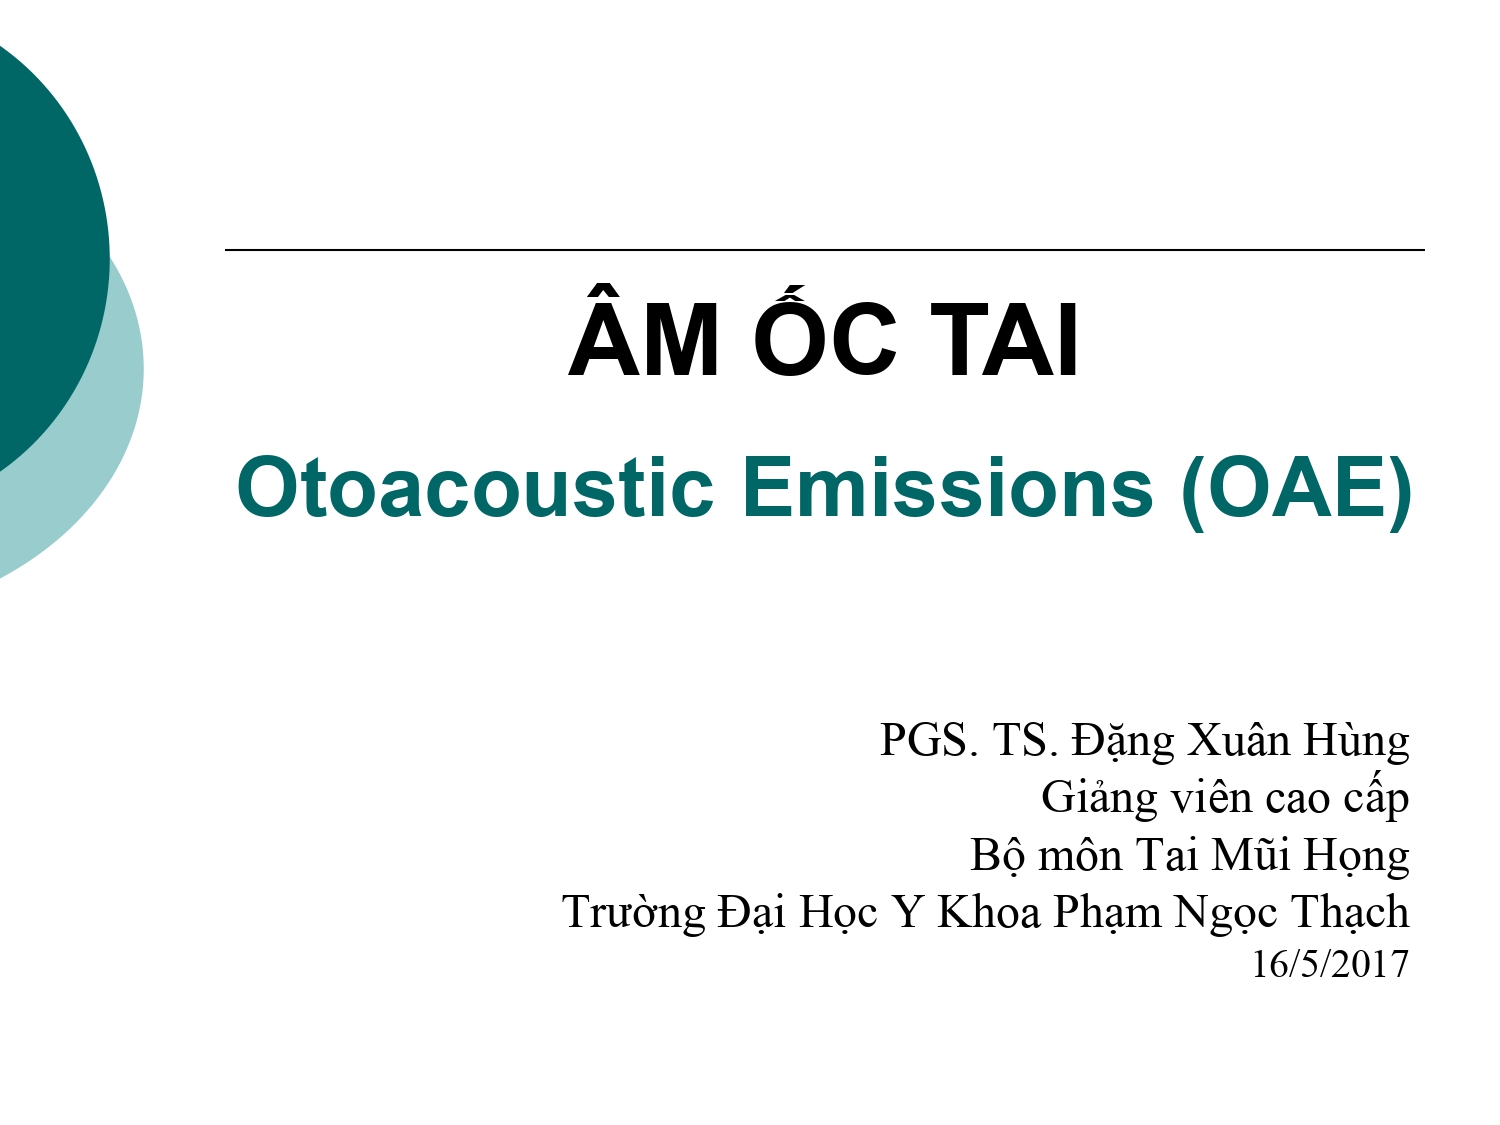 ÂM ỐC TAI
Otoacoustic Emissions (OAE)
PGS. TS. Đặng Xuân Hùng
Giảng viên cao cấp
Bộ môn Tai Mũi Họng
Trường Đại Học Y Khoa Phạm Ngọc Thạch
16/5/2017